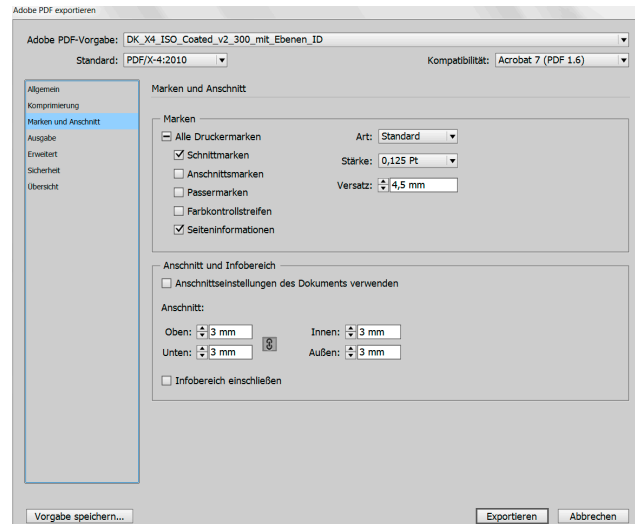 Adobe PDF exportieren
Adobe PDF-Vorgabe: DK_X4_ISO_Coated_v2_300_mit_Ebenen_ID
Standard: PDF/X-4:2010 Kompatibilität: Acrobat 7 (PDF 1.6)
Allgemein
Komprimierung
Marken und Anschnitt
Ausgabe
Erweitert
Sicherheit
Übersicht
Marken und Anschnitt
Marken
Alle Druckermarken
Schnittmarken
Anschnittsmarken
Passermarken
Farbkontrollstreifen
Seiteninformationen
Art: Standard
Stärke: 0,125 Pt
Versatz: 4,5 mm
Anschnitt und Infobereich
Anschnittseinstellungen des Dokuments verwenden
Anschnitt:
Oben: 3 mm Innen: 3 mm
Unten: 3 mm Außen: 3 mm
Infobereich einschließen
Vorgabe speichern... Exportieren Abbrechen